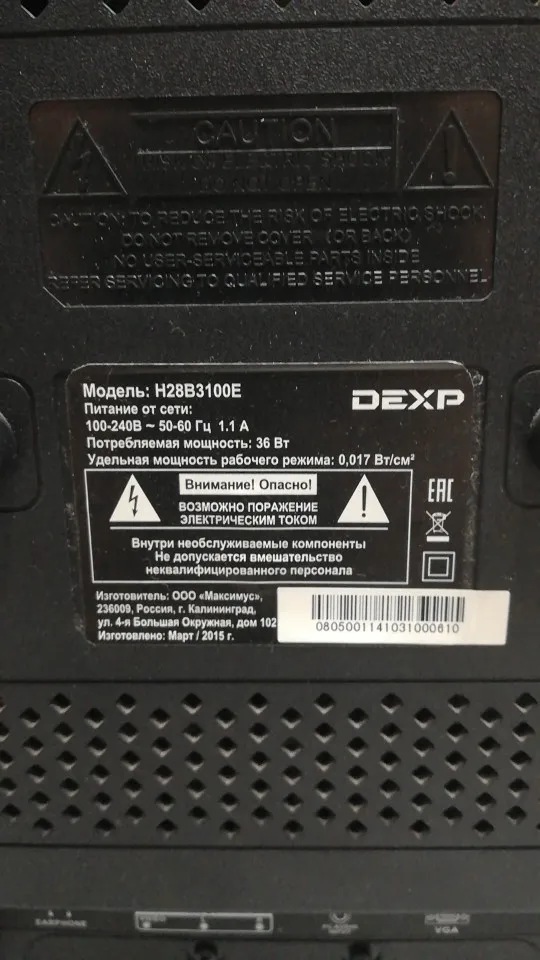 CAUTION
CAUTION: TO REDUCE THE RISK OF ELECTRIC SHOCK
DO NOT REMOVE COVER (OR BACK)
NO USER-SERVICEABLE PARTS INSIDE
REFER SERVICING TO QUALIFIED SERVICE PERSONNEL
Модель: H28B3100E
DEXP
Питание от сети:
100-240В ~ 50-60 Гц 1.1 А
Потребляемая мощность: 36 Вт
Удельная мощность рабочего режима: 0,017 Вт/см²
Внимание! Опасно!
ВОЗМОЖНО ПОРАЖЕНИЕ
ЭЛЕКТРИЧЕСКИМ ТОКОМ
Внутри необслуживаемые компоненты
Не допускается вмешательство
неквалифицированного персонала
EAC
Изготовитель: ООО «Максимус»,
236009, Россия, г. Калининград,
ул. 4-я Большая Окружная, дом 102
Изготовлено: Март / 2015 г.
0805001141031000610
EARPHONE
VIDEO L R
VGA